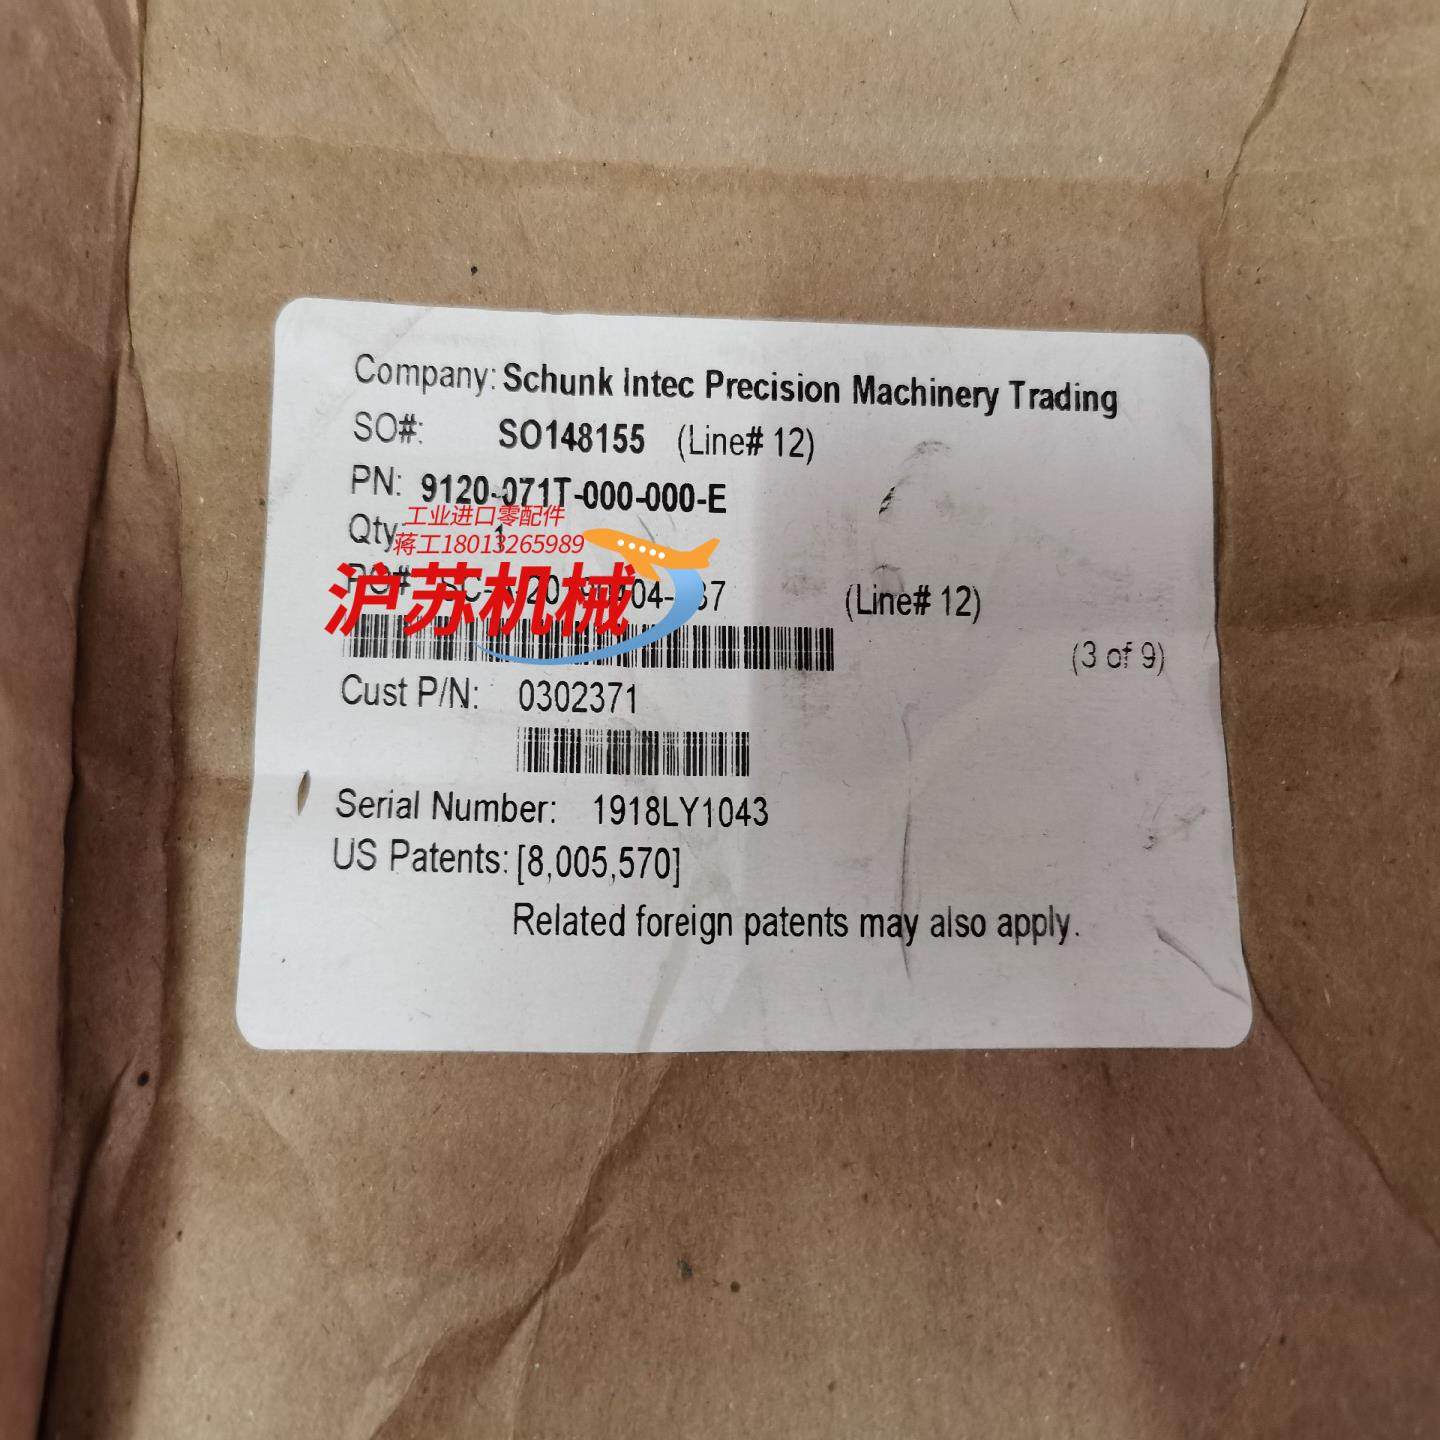 Company: Schunk Intec Precision Machinery Trading
SO#: SO148155 (Line# 12)
PN: 9120-071T-000-000-E
工业进口零配件
Qty: 1
蒋工18013265989
沪苏机械
PO#: (Line# 12)
(3 of 9)
Cust P/N: 0302371
Serial Number: 1918LY1043
US Patents: [8,005,570]
Related foreign patents may also apply.